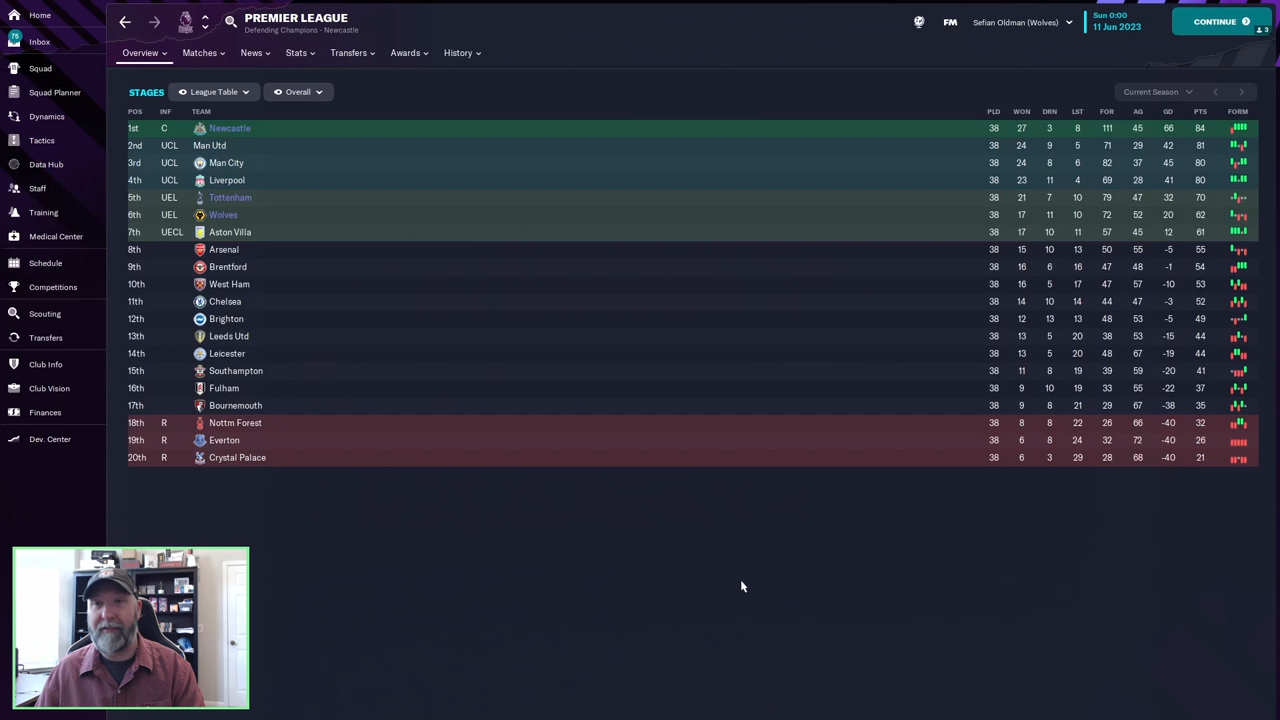 Home
75
Inbox
Squad
Squad Planner
Dynamics
Tactics
Data Hub
Staff
Training
Medical Center
Schedule
Competitions
Scouting
Transfers
Club Info
Club Vision
Finances
Dev. Center
PREMIER LEAGUE
Defending Champions - Newcastle
FM
Sefian Oldman (Wolves)
Sun 0:00
11 Jun 2023
CONTINUE
3
Overview Matches News Stats Transfers Awards History
STAGES League Table Overall Current Season
POS INF TEAM PLD WON DRN LST FOR AG GD PTS FORM
1st C Newcastle 38 27 3 8 111 45 66 84
2nd UCL Man Utd 38 24 9 5 71 29 42 81
3rd UCL Man City 38 24 8 6 82 37 45 80
4th UCL Liverpool 38 23 11 4 69 28 41 80
5th UEL Tottenham 38 21 7 10 79 47 32 70
6th UEL Wolves 38 17 11 10 72 52 20 62
7th UECL Aston Villa 38 17 10 11 57 45 12 61
8th Arsenal 38 15 10 13 50 55 -5 55
9th Brentford 38 16 6 16 47 48 -1 54
10th West Ham 38 16 5 17 47 57 -10 53
11th Chelsea 38 14 10 14 44 47 -3 52
12th Brighton 38 12 13 13 48 53 -5 49
13th Leeds Utd 38 13 5 20 38 53 -15 44
14th Leicester 38 13 5 20 48 67 -19 44
15th Southampton 38 11 8 19 39 59 -20 41
16th Fulham 38 9 10 19 33 55 -22 37
17th Bournemouth 38 9 8 21 29 67 -38 35
18th R Nottm Forest 38 8 8 22 26 66 -40 32
19th R Everton 38 6 8 24 32 72 -40 26
20th R Crystal Palace 38 6 3 29 28 68 -40 21